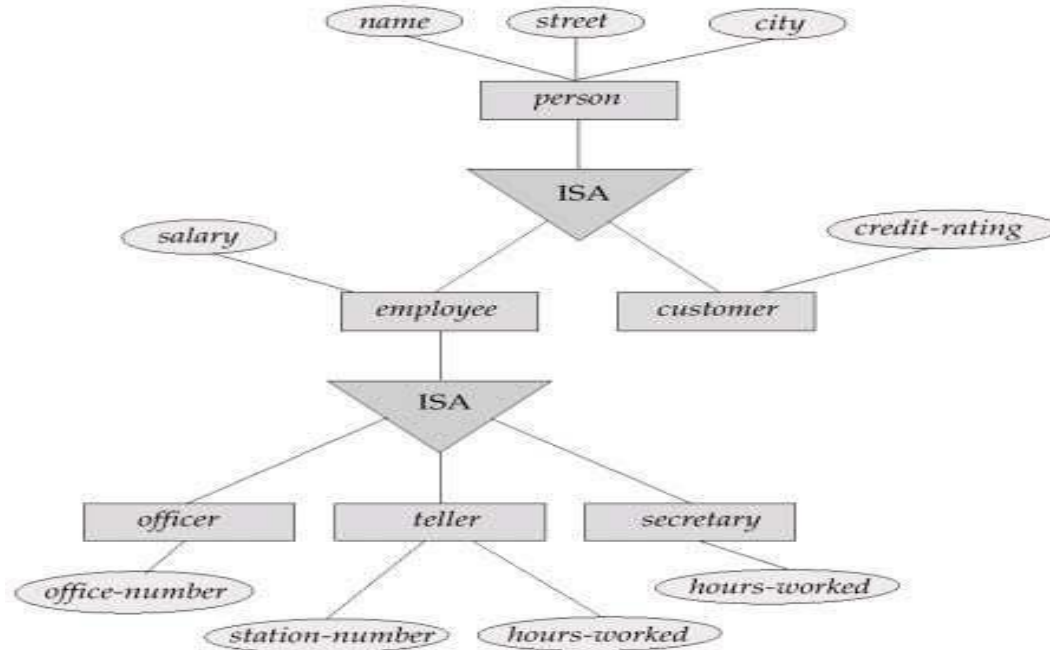 name street city
person
ISA
salary credit-rating
employee customer
ISA
officer teller secretary
office-number hours-worked
station-number hours-worked